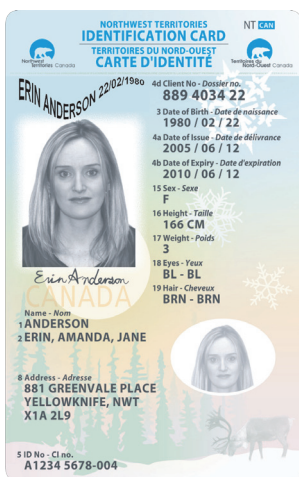 NORTHWEST TERRITORIES
IDENTIFICATION CARD
TERRITOIRES DU NORD-OUEST
CARTE D'IDENTITÉ
NT CAN
Northwest
Territories Canada
Territoires du
Nord-Ouest Canada
ERIN ANDERSON 22/02/1980
4d Client No - Dossier no.
889 4034 22
3 Date of Birth - Date de naissance
1980 / 02 / 22
4a Date of Issue - Date de délivrance
2005 / 06 / 12
4b Date of Expiry - Date d'expiration
2010 / 06 / 12
15 Sex - Sexe
F
16 Height - Taille
166 CM
17 Weight - Poids
3
18 Eyes - Yeux
BL - BL
19 Hair - Cheveux
BRN - BRN
Erin Anderson
CANADA
Name - Nom
1 ANDERSON
2 ERIN, AMANDA, JANE
8 Address - Adresse
881 GREENVALE PLACE
YELLOWKNIFE, NWT
X1A 2L9
5 ID No - CI no.
A1234 5678-004